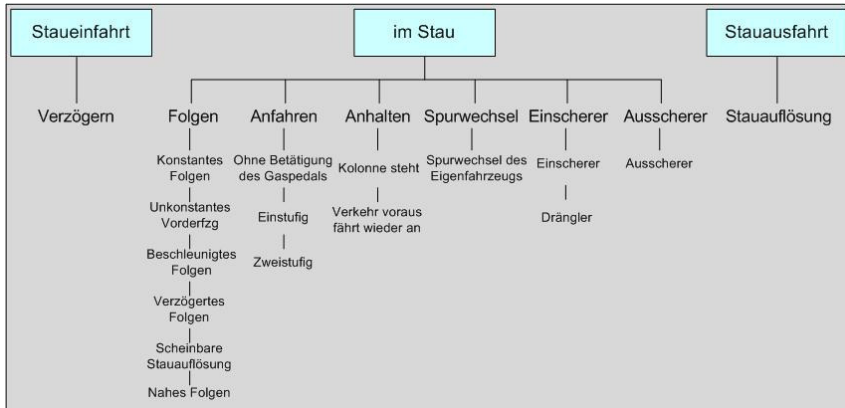 Staueinfahrt
im Stau
Stauausfahrt
Verzögern
Folgen
Anfahren
Anhalten
Spurwechsel
Einscherer
Ausscherer
Stauauflösung
Konstantes
Folgen
Unkonstantes
Vorderfzg
Beschleunigtes
Folgen
Verzögertes
Folgen
Scheinbare
Stauauflösung
Nahes Folgen
Ohne Betätigung
des Gaspedals
Einstufig
Zweistufig
Kolonne steht
Verkehr voraus
fährt wieder an
Spurwechsel des
Eigenfahrzeugs
Einscherer
Drängler
Ausscherer